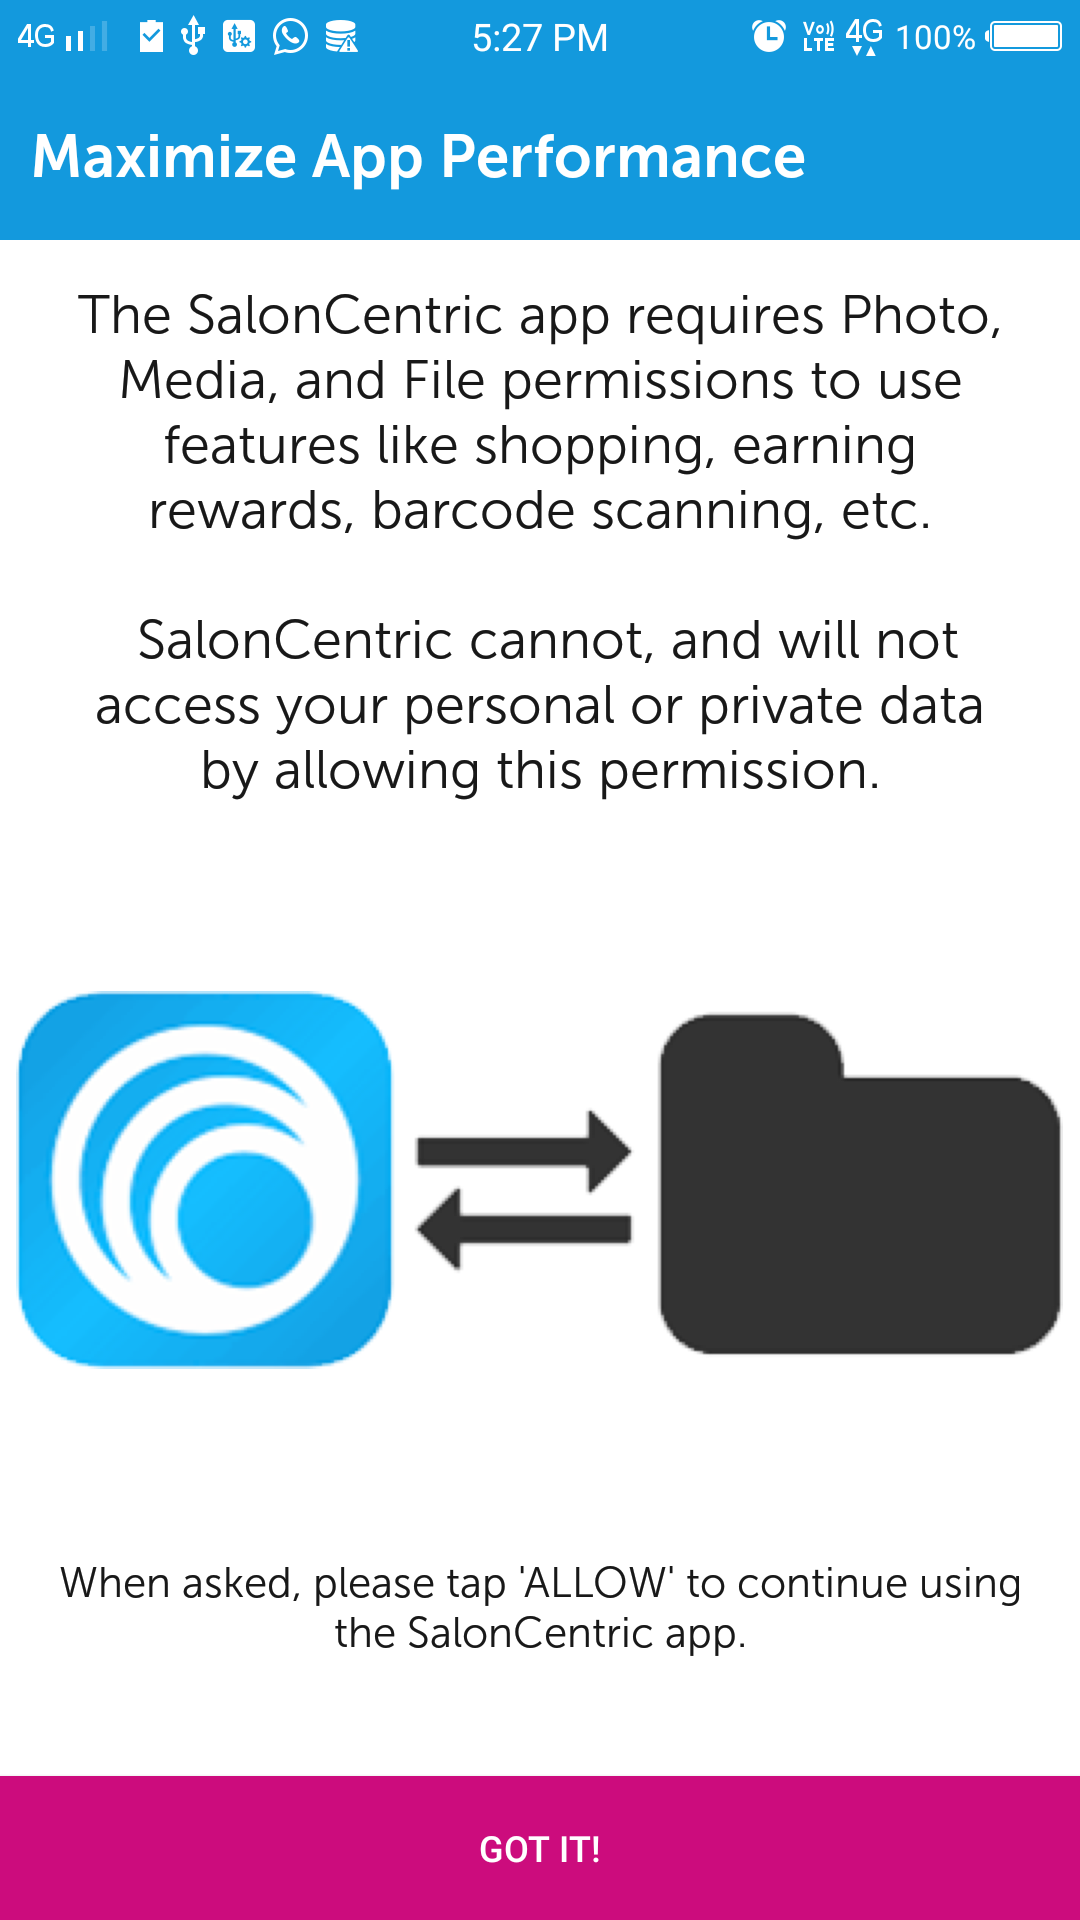 4G 5:27 PM Vo)) LTE 4G 100%
Maximize App Performance
The SalonCentric app requires Photo,
Media, and File permissions to use
features like shopping, earning
rewards, barcode scanning, etc.
SalonCentric cannot, and will not
access your personal or private data
by allowing this permission.
When asked, please tap 'ALLOW' to continue using
the SalonCentric app.
GOT IT!